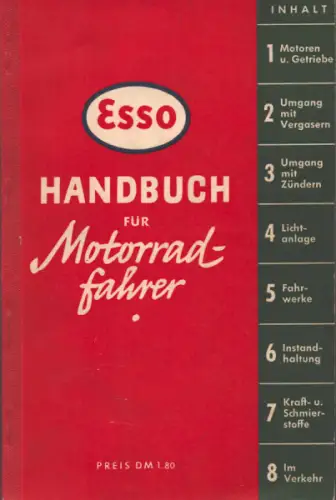 Esso
HANDBUCH
FÜR
Motorrad-
fahrer
PREIS DM 1.80
INHALT
1 Motoren
u. Getriebe
2 Umgang
mit
Vergasern
3 Umgang
mit
Zündern
4 Licht-
anlage
5 Fahr-
werke
6 Instand-
haltung
7 Kraft- u.
Schmier-
stoffe
8 Im
Verkehr